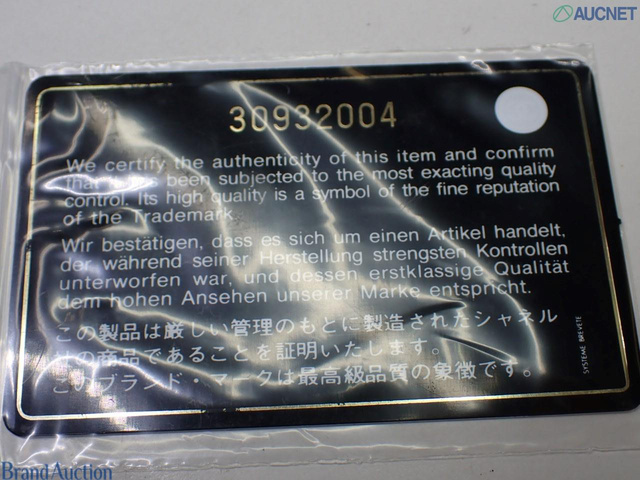 AUCNET
30932004
We certify the authenticity of this item and confirm
that it has been subjected to the most exacting quality
control. Its high quality is a symbol of the fine reputation
of the Trademark.
Wir bestätigen, dass es sich um einen Artikel handelt,
der während seiner Herstellung strengsten Kontrollen
unterworfen war, und dessen erstklassige Qualität
dem hohen Ansehen unserer Marke entspricht.
この製品は厳しい管理のもとに製造されたシャネル
の商品であることを証明いたします。
このブランド・マークは最高級品質の象徴です。
SYSTEME BREVETE
Brand Auction